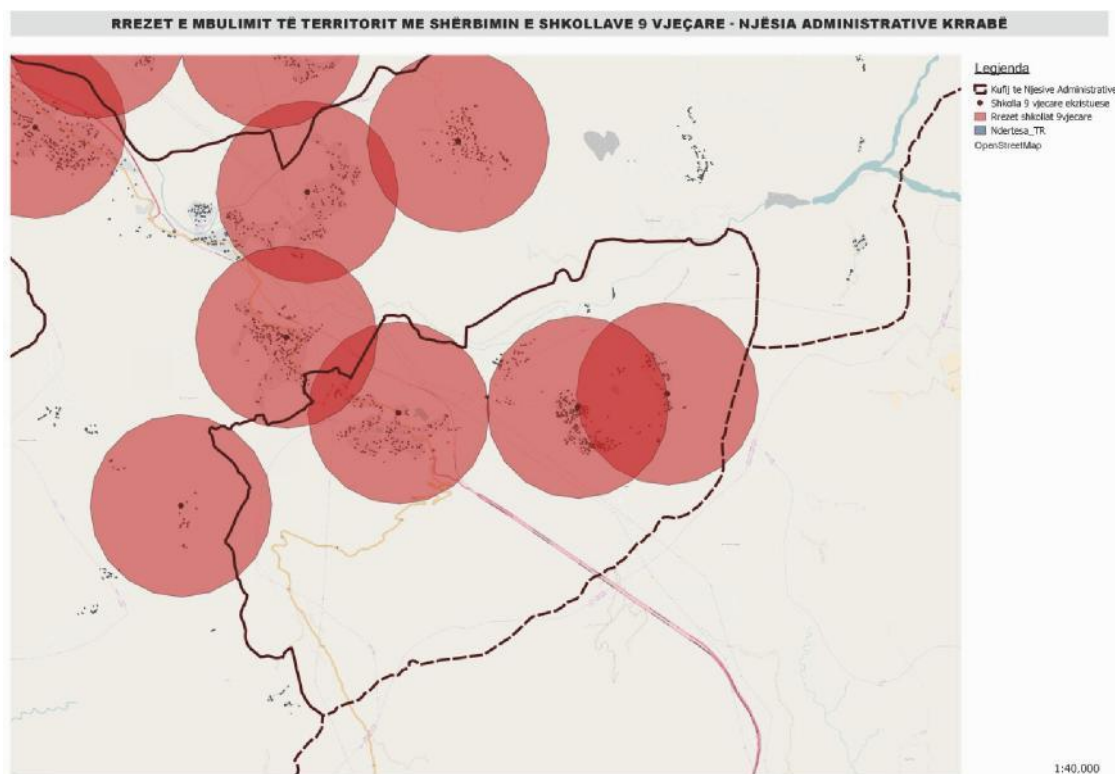 RRREZET E MBULIMIT TË TERRITORIT ME SHËRBIMIN E SHKOLLAVE 9 VJEÇARE - NJËSIA ADMINISTRATIVE KRRABË
Legjenda
Kufij te Njesive Administrative
Shkolla 9 vjecare ekzistuese
Rrezet shkollat 9vjecare
Ndertesa_TR
OpenStreetMap
1:40,000